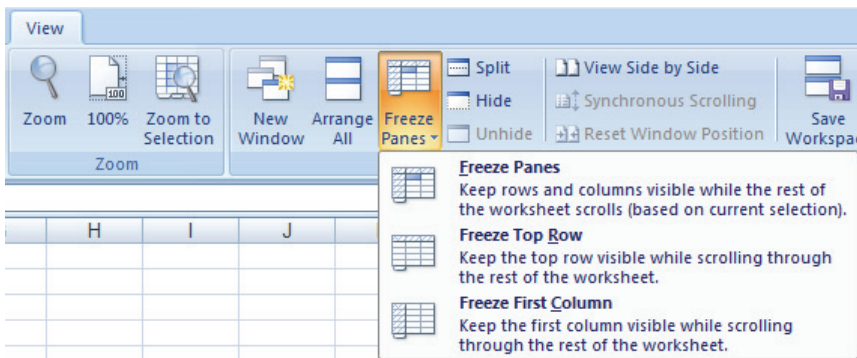 View
Zoom
100
100%
Zoom to
Selection
New
Window
Arrange
All
Freeze
Panes
Split
Hide
Unhide
View Side by Side
Synchronous Scrolling
Reset Window Position
Save
Zoom
Freeze Panes
Keep rows and columns visible while the rest of
the worksheet scrolls (based on current selection).
H I J
Freeze Top Row
Keep the top row visible while scrolling through
the rest of the worksheet.
Freeze First Column
Keep the first column visible while scrolling
through the rest of the worksheet.